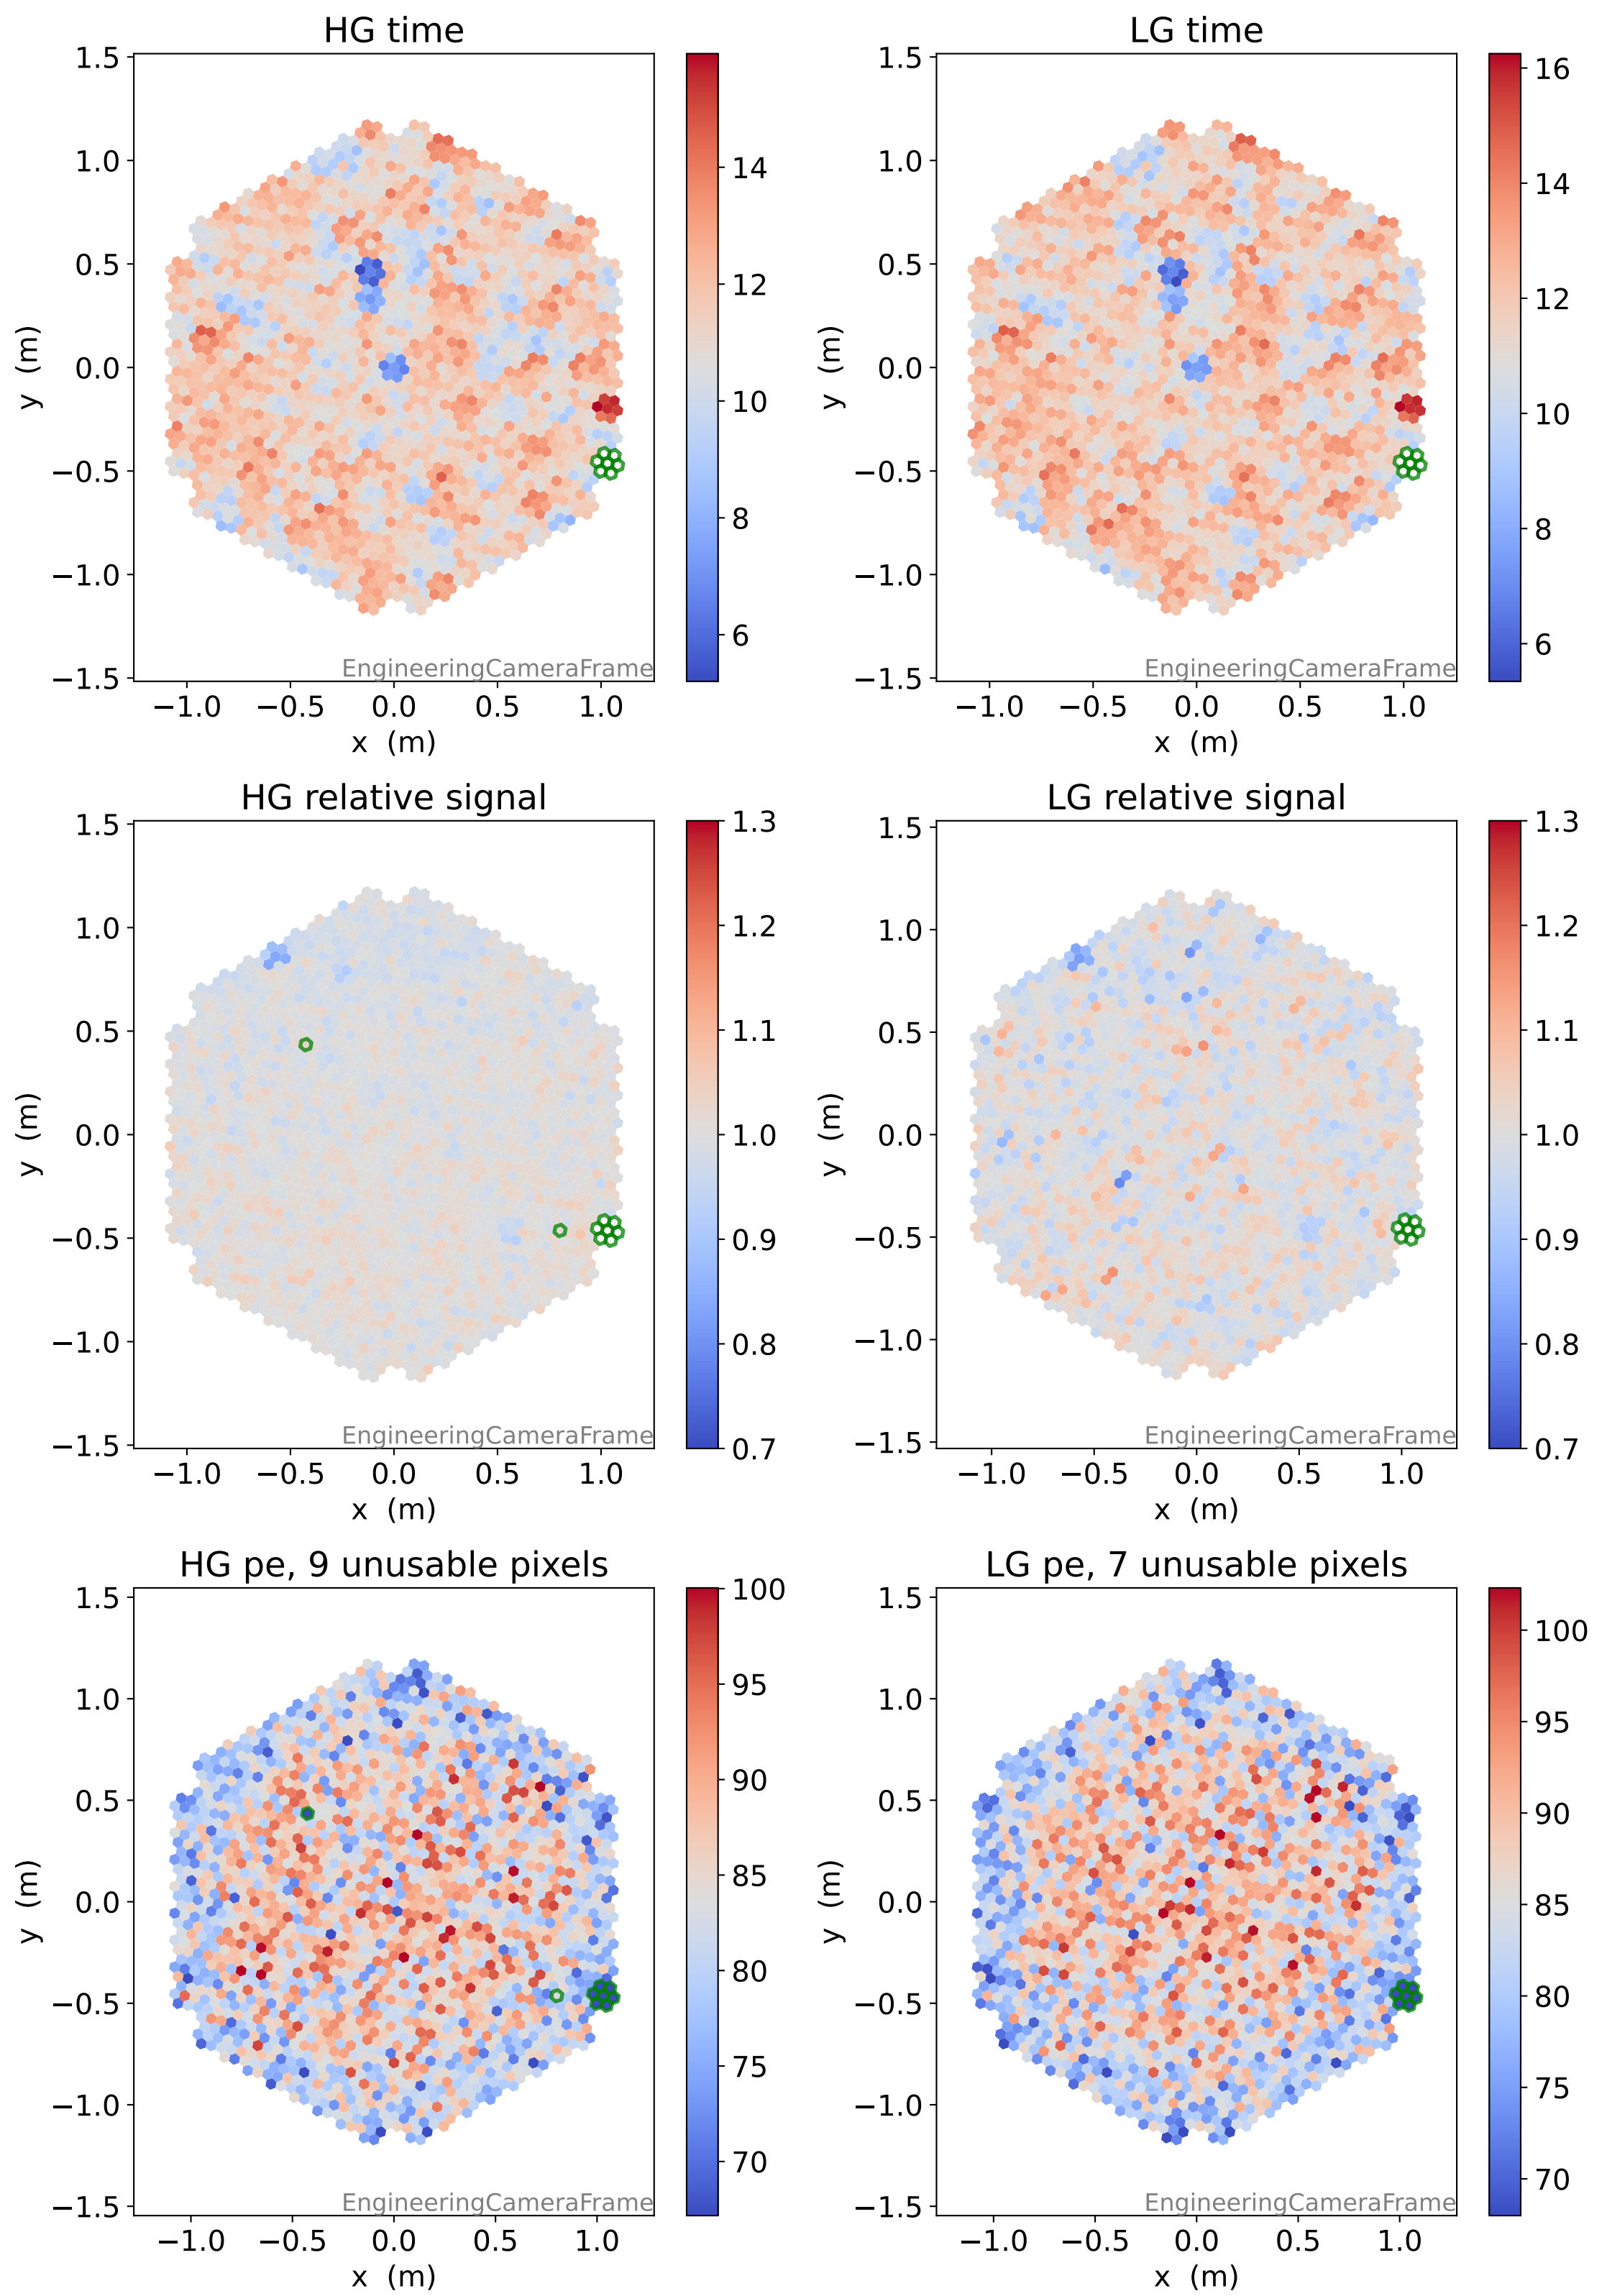 HG time
1.5
1.0
0.5
0.0
−0.5
−1.0
−1.5
y (m)
−1.0 −0.5 0.0 0.5 1.0
x (m)
EngineeringCameraFrame
14
12
10
8
6
LG time
1.5
1.0
0.5
0.0
−0.5
−1.0
−1.5
y (m)
−1.0 −0.5 0.0 0.5 1.0
x (m)
EngineeringCameraFrame
16
14
12
10
8
6
HG relative signal
1.5
1.0
0.5
0.0
−0.5
−1.0
−1.5
y (m)
−1.0 −0.5 0.0 0.5 1.0
x (m)
EngineeringCameraFrame
1.3
1.2
1.1
1.0
0.9
0.8
0.7
LG relative signal
1.5
1.0
0.5
0.0
−0.5
−1.0
−1.5
y (m)
−1.0 −0.5 0.0 0.5 1.0
x (m)
EngineeringCameraFrame
1.3
1.2
1.1
1.0
0.9
0.8
0.7
HG pe, 9 unusable pixels
1.5
1.0
0.5
0.0
−0.5
−1.0
−1.5
y (m)
−1.0 −0.5 0.0 0.5 1.0
x (m)
EngineeringCameraFrame
100
95
90
85
80
75
70
LG pe, 7 unusable pixels
1.5
1.0
0.5
0.0
−0.5
−1.0
−1.5
y (m)
−1.0 −0.5 0.0 0.5 1.0
x (m)
EngineeringCameraFrame
100
95
90
85
80
75
70